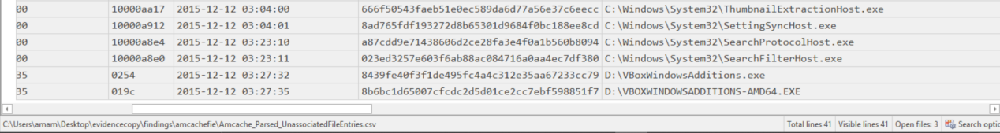 00 10000aa17 2015-12-12 03:04:00 666f50543faeb51e0ec589da6d77a56e37c6eecc C:\Windows\System32\ThumbnailExtractionHost.exe
00 10000a912 2015-12-12 03:04:01 8ad765fdf193272d8b65301d9684f0bc188ee8cd C:\Windows\System32\SettingSyncHost.exe
00 10000a8e4 2015-12-12 03:23:10 a87cdd9e71438606d2ce28fa3e4f0a1b560b8094 C:\Windows\System32\SearchProtocolHost.exe
00 10000a8e0 2015-12-12 03:23:11 023ed3257e603f6ab88ac084716a0aa4ec7df380 C:\Windows\System32\SearchFilterHost.exe
35 0254 2015-12-12 03:27:32 8439fe40f3f1de495fc4a4c312e35aa67233cc79 D:\VBoxWindowsAdditions.exe
35 019c 2015-12-12 03:27:35 8b6bc1d65007cfcdc2d5d01ce2cc7ebf598851f7 D:\VBOXWINDOWSADDITIONS-AMD64.EXE
C:\Users\amam\Desktop\evidencecopy\findings\amcachefie\Amcache_Parsed_UnassociatedFileEntries.csv Total lines 41 Visible lines 41 Open files: 3 Search optic